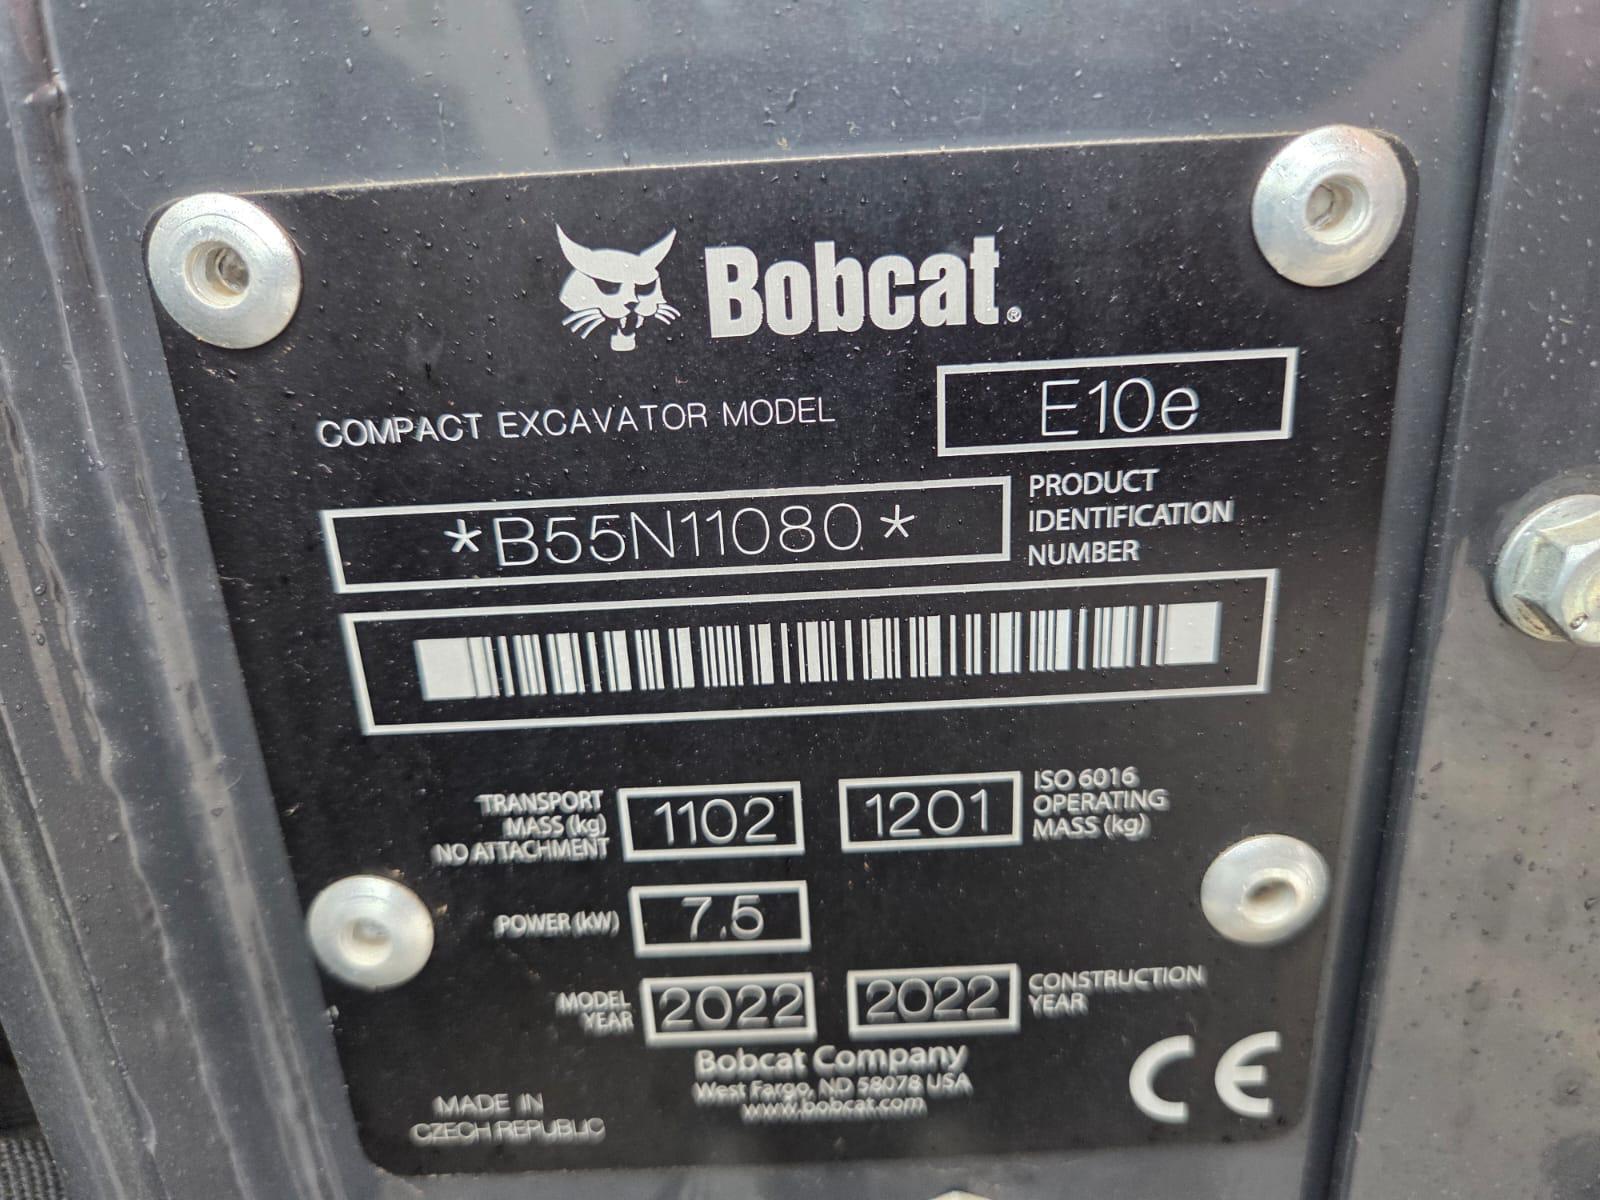 Bobcat®
COMPACT EXCAVATOR MODEL E10e
*B55N11080*
PRODUCT
IDENTIFICATION
NUMBER
TRANSPORT
MASS (kg)
NO ATTACHMENT
1102
1201
ISO 6016
OPERATING
MASS (kg)
POWER (kW) 7.5
MODEL
YEAR
2022
2022
CONSTRUCTION
YEAR
Bobcat Company
West Fargo, ND 58078 USA
www.bobcat.com
MADE IN
CZECH REPUBLIC
CE